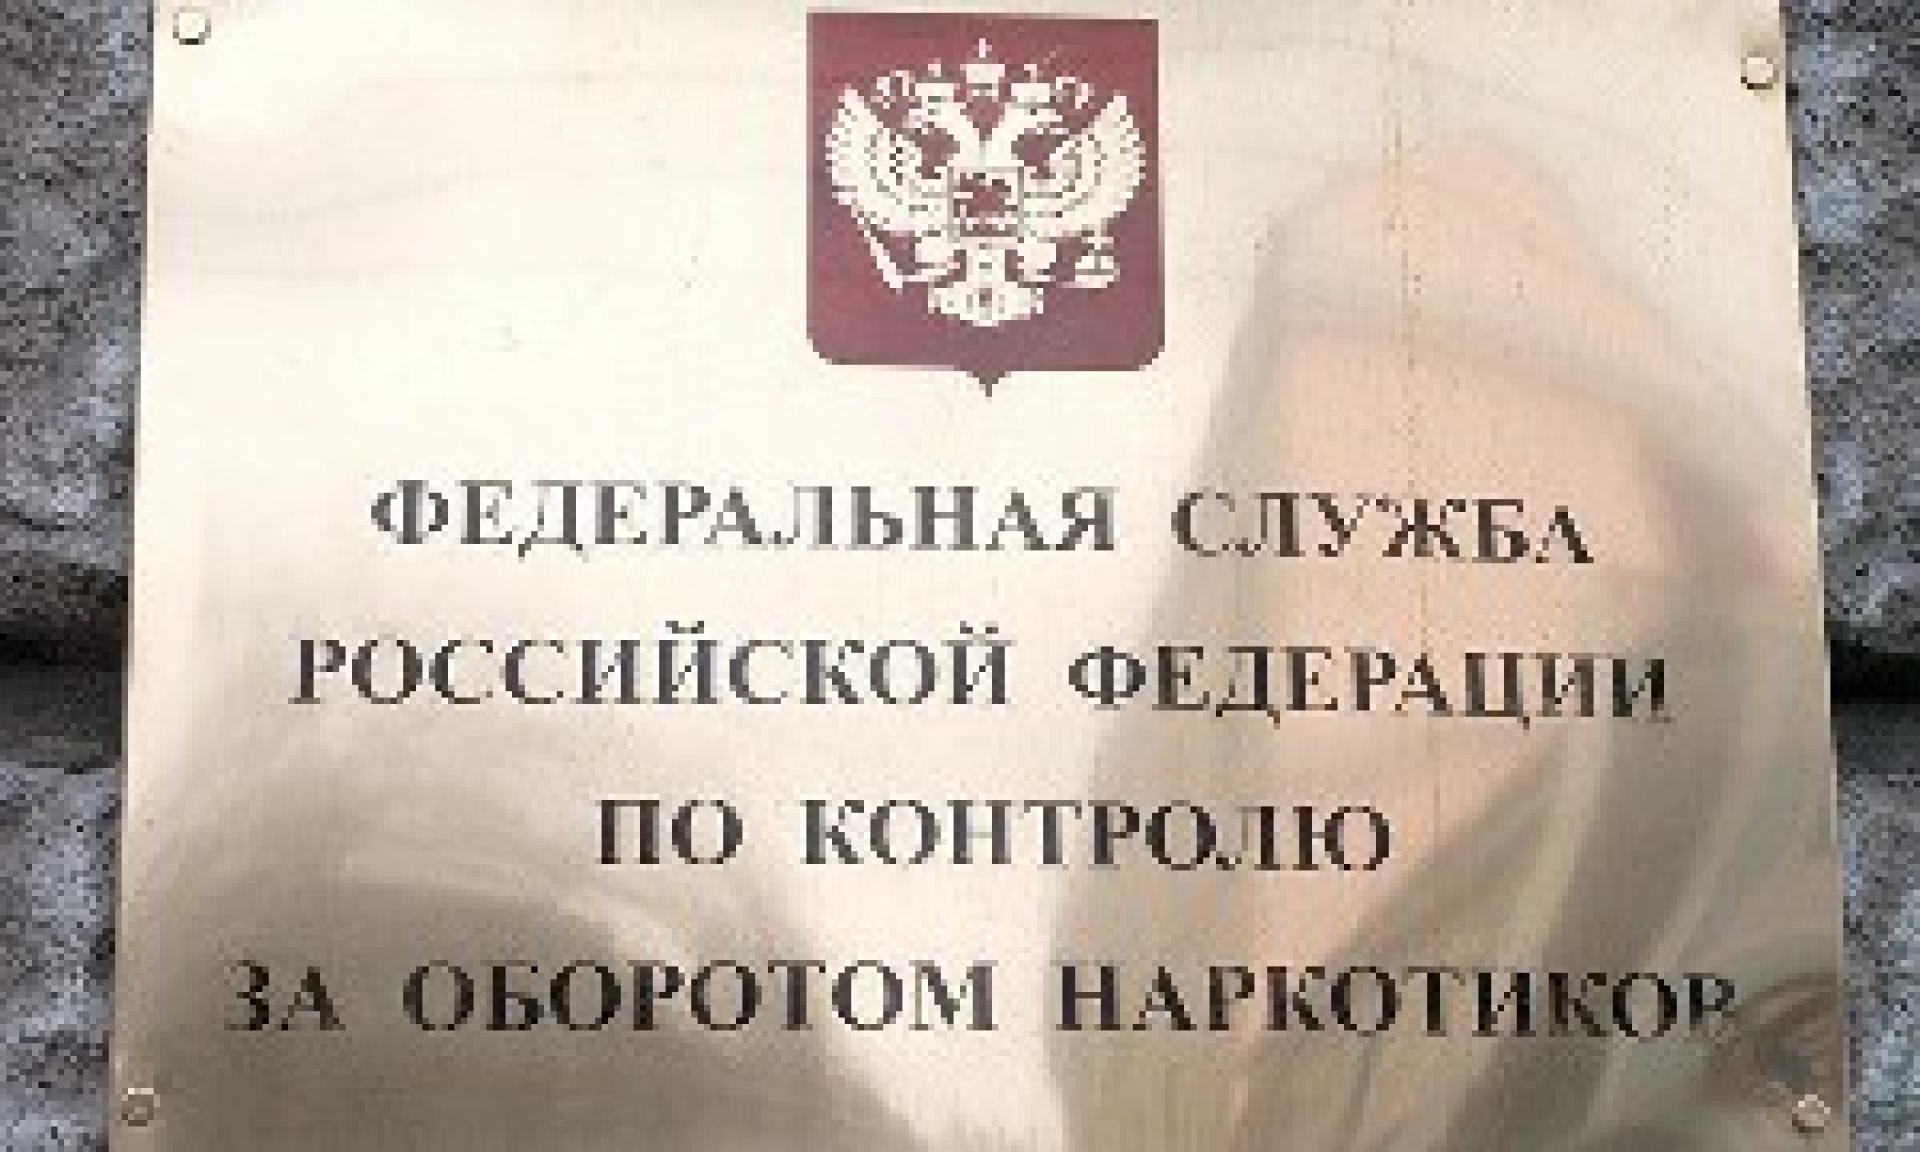 ФЕДЕРАЛЬНАЯ СЛУЖБА
РОССИЙСКОЙ ФЕДЕРАЦИИ
ПО КОНТРОЛЮ
ЗА ОБОРОТОМ НАРКОТИКОВ